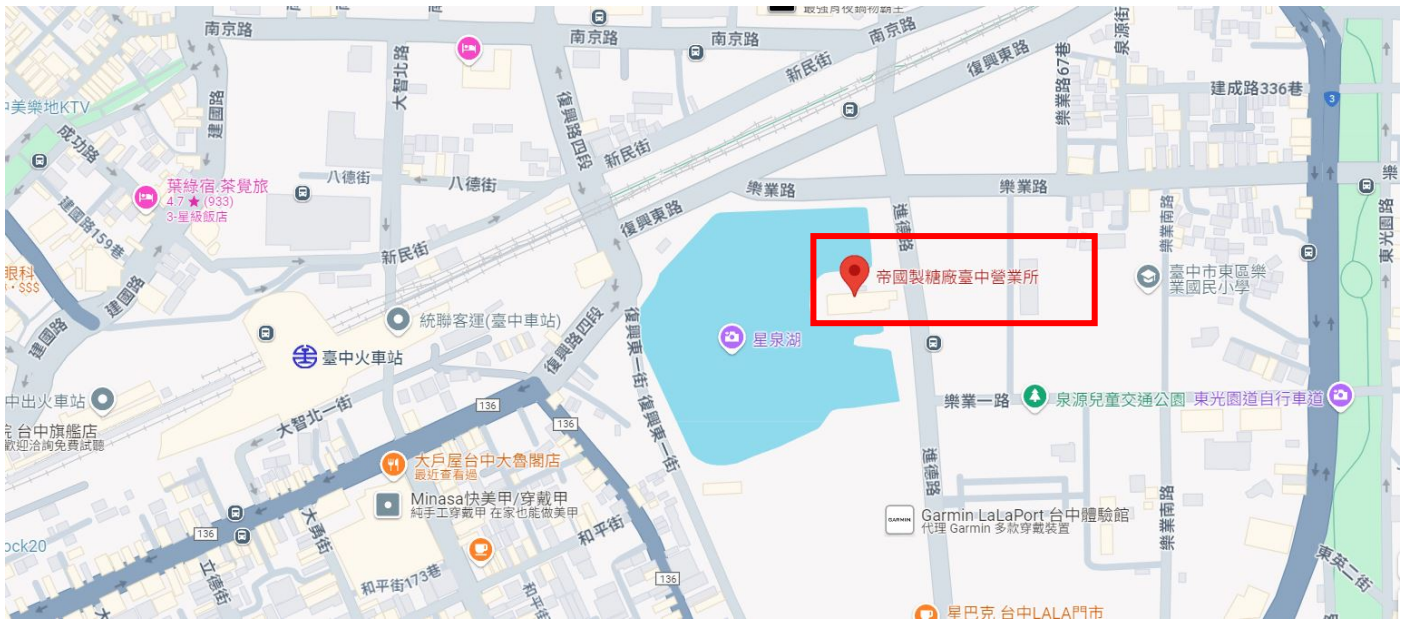 最強宵夜鍋物霸主
南京路
南京路
南京路
南京路
新民街
復興東路
樂業路67巷
泉源街
建成路336巷
3
中美樂地KTV
成功路
建國路
大智北路
復興路四段
新民街
八德街
八德街
葉綠宿.茶覺旅
4.7 ★ (933)
3-星級飯店
建國路159巷
樂業路
樂業路
樂
復興東路
進德路
樂業南路
東光園路
新民街
眼科
· $$$
建國路
建國路
帝國製糖廠臺中營業所
臺中市東區樂
業國民小學
統聯客運(臺中車站)
復興路四段
復興東一街
星泉湖
臺中火車站
中出火車站
院 台中旗艦店
歡迎洽詢免費試聽
大智北一街
136
136
復興東一街
樂業一路
泉源兒童交通公園
東光園道自行車道
大戶屋台中大魯閣店
最近查看過
Minasa快美甲/穿戴甲
純手工穿戴甲 在家也能做美甲
進德路
GARMIN
Garmin LaLaPort 台中體驗館
代理 Garmin 多款穿戴裝置
樂業南路
大勇街
136
和平街
ock20
立德街
和平街173巷
和平街
136
東英二街
大
星巴克 台中LALA門市